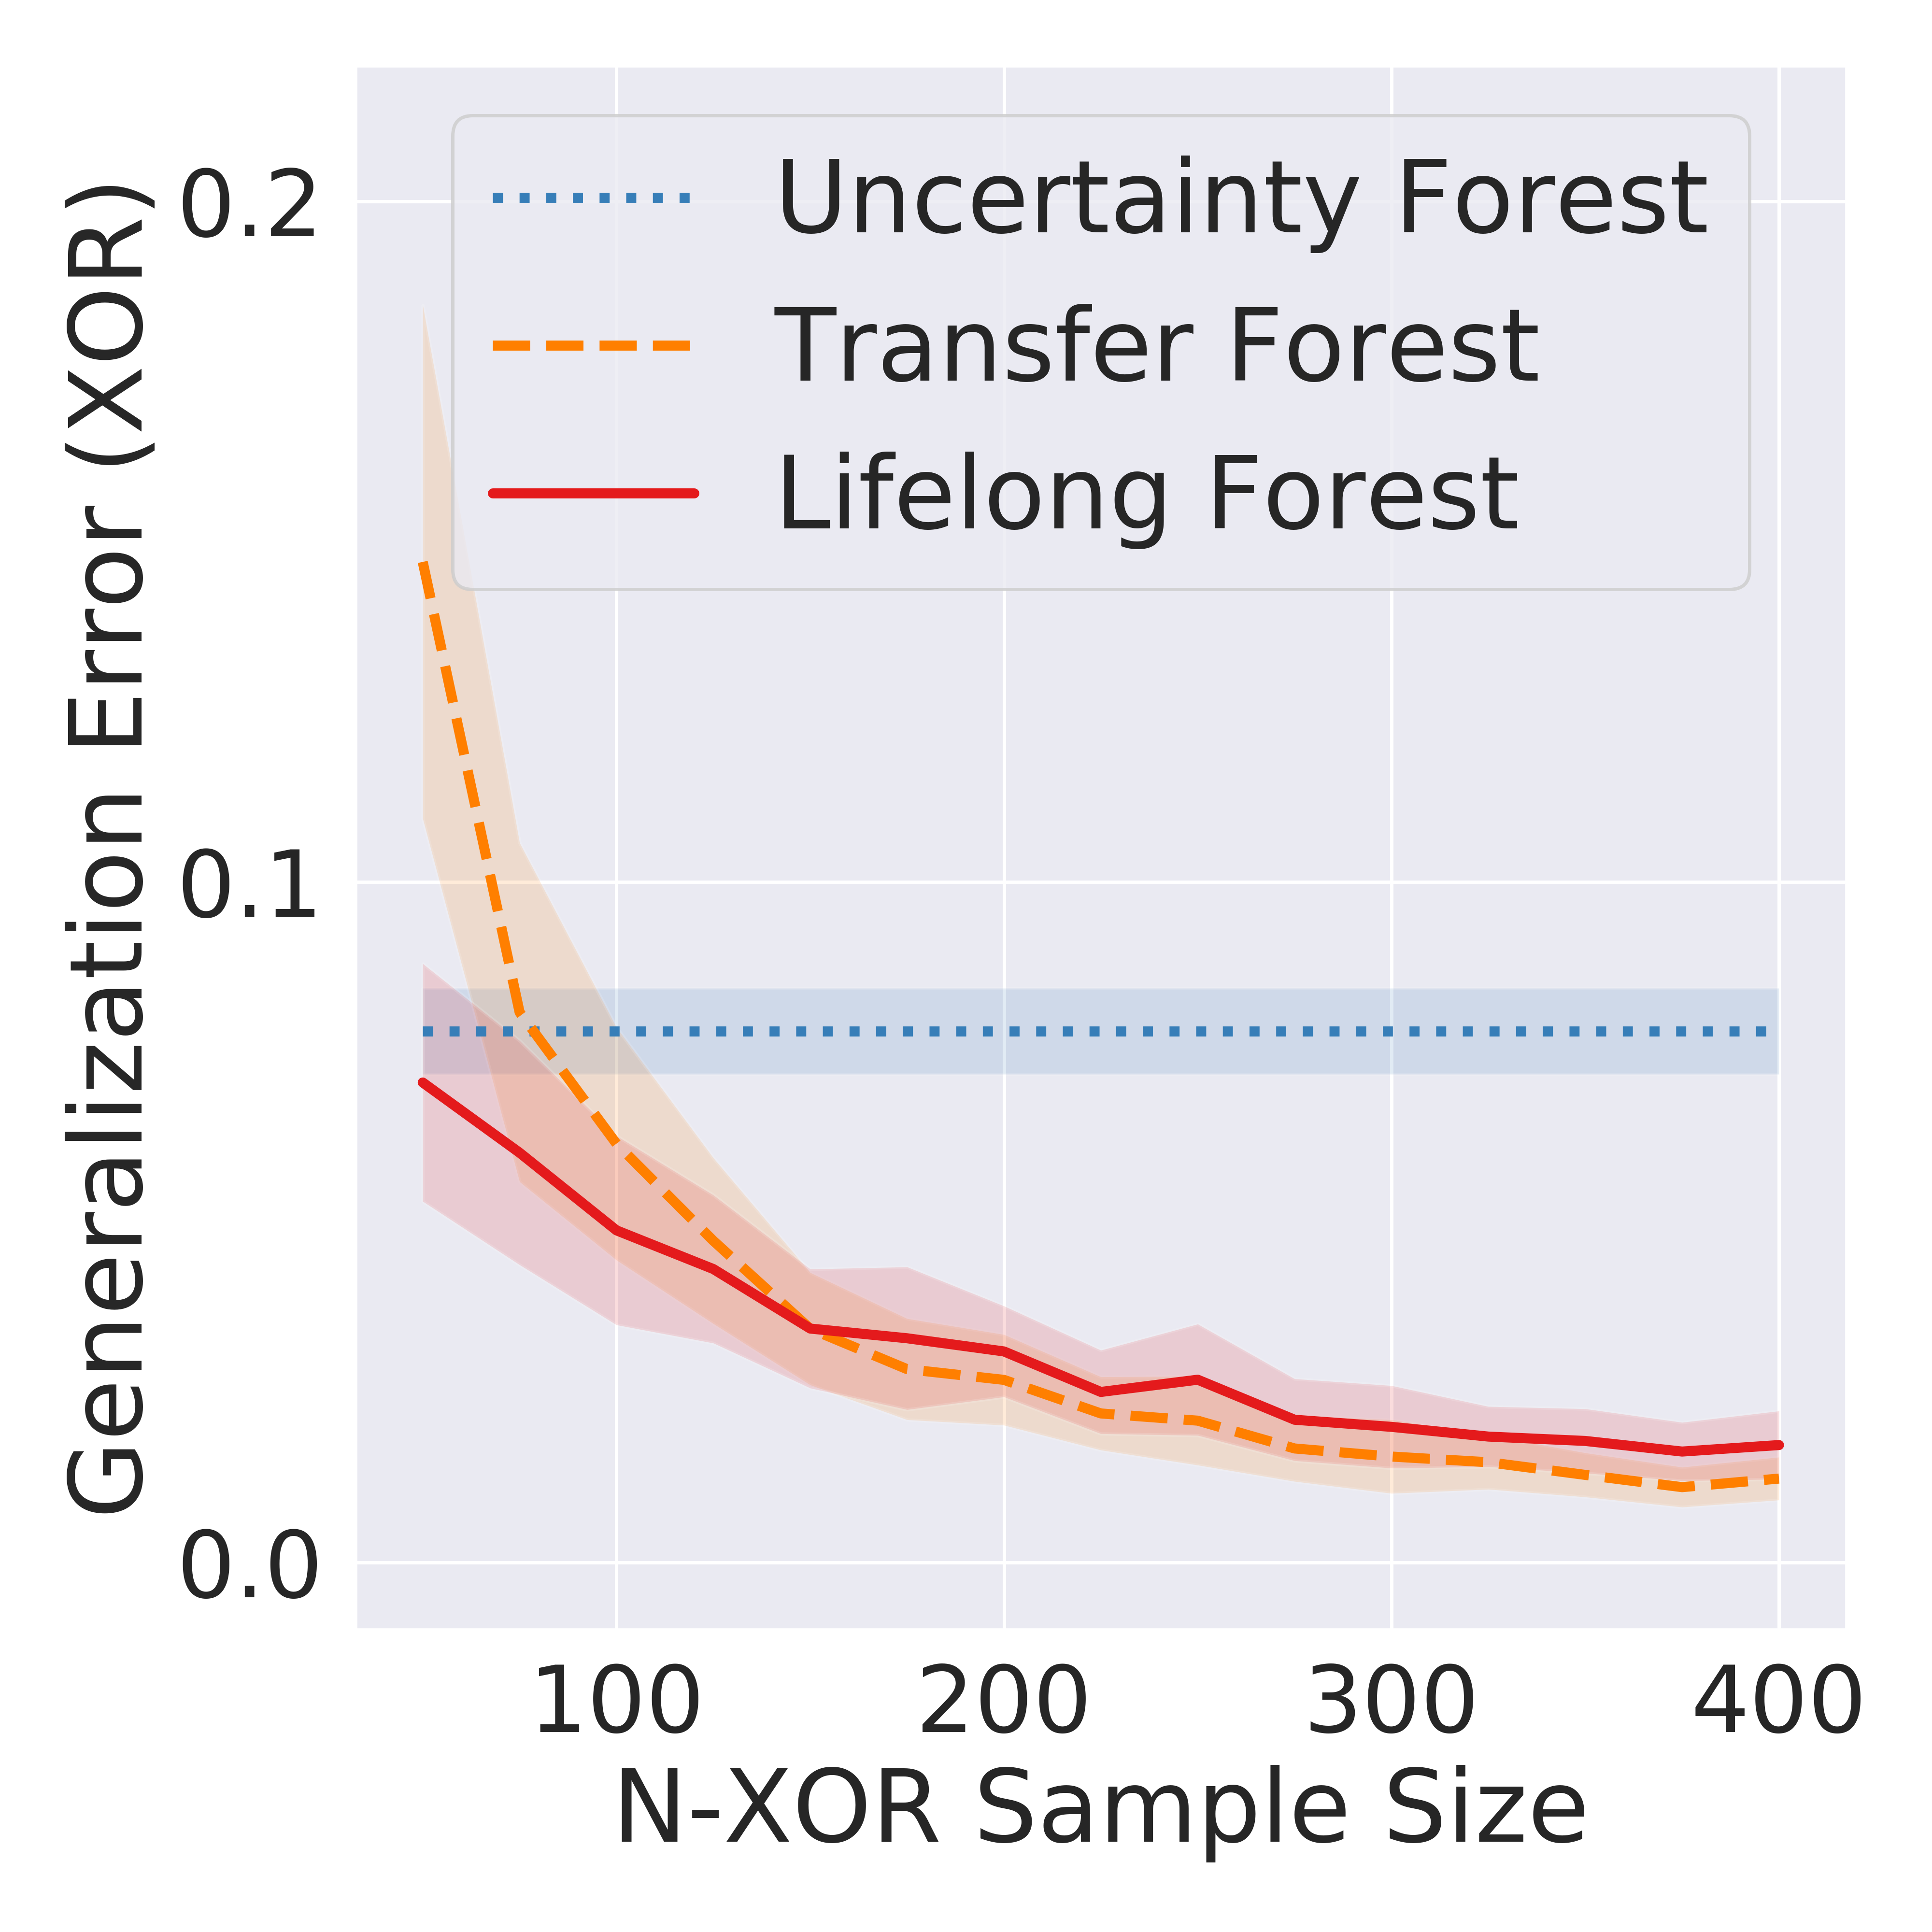 Generalization Error (XOR)
0.2
0.1
0.0
Uncertainty Forest
Transfer Forest
Lifelong Forest
100 200 300 400
N-XOR Sample Size